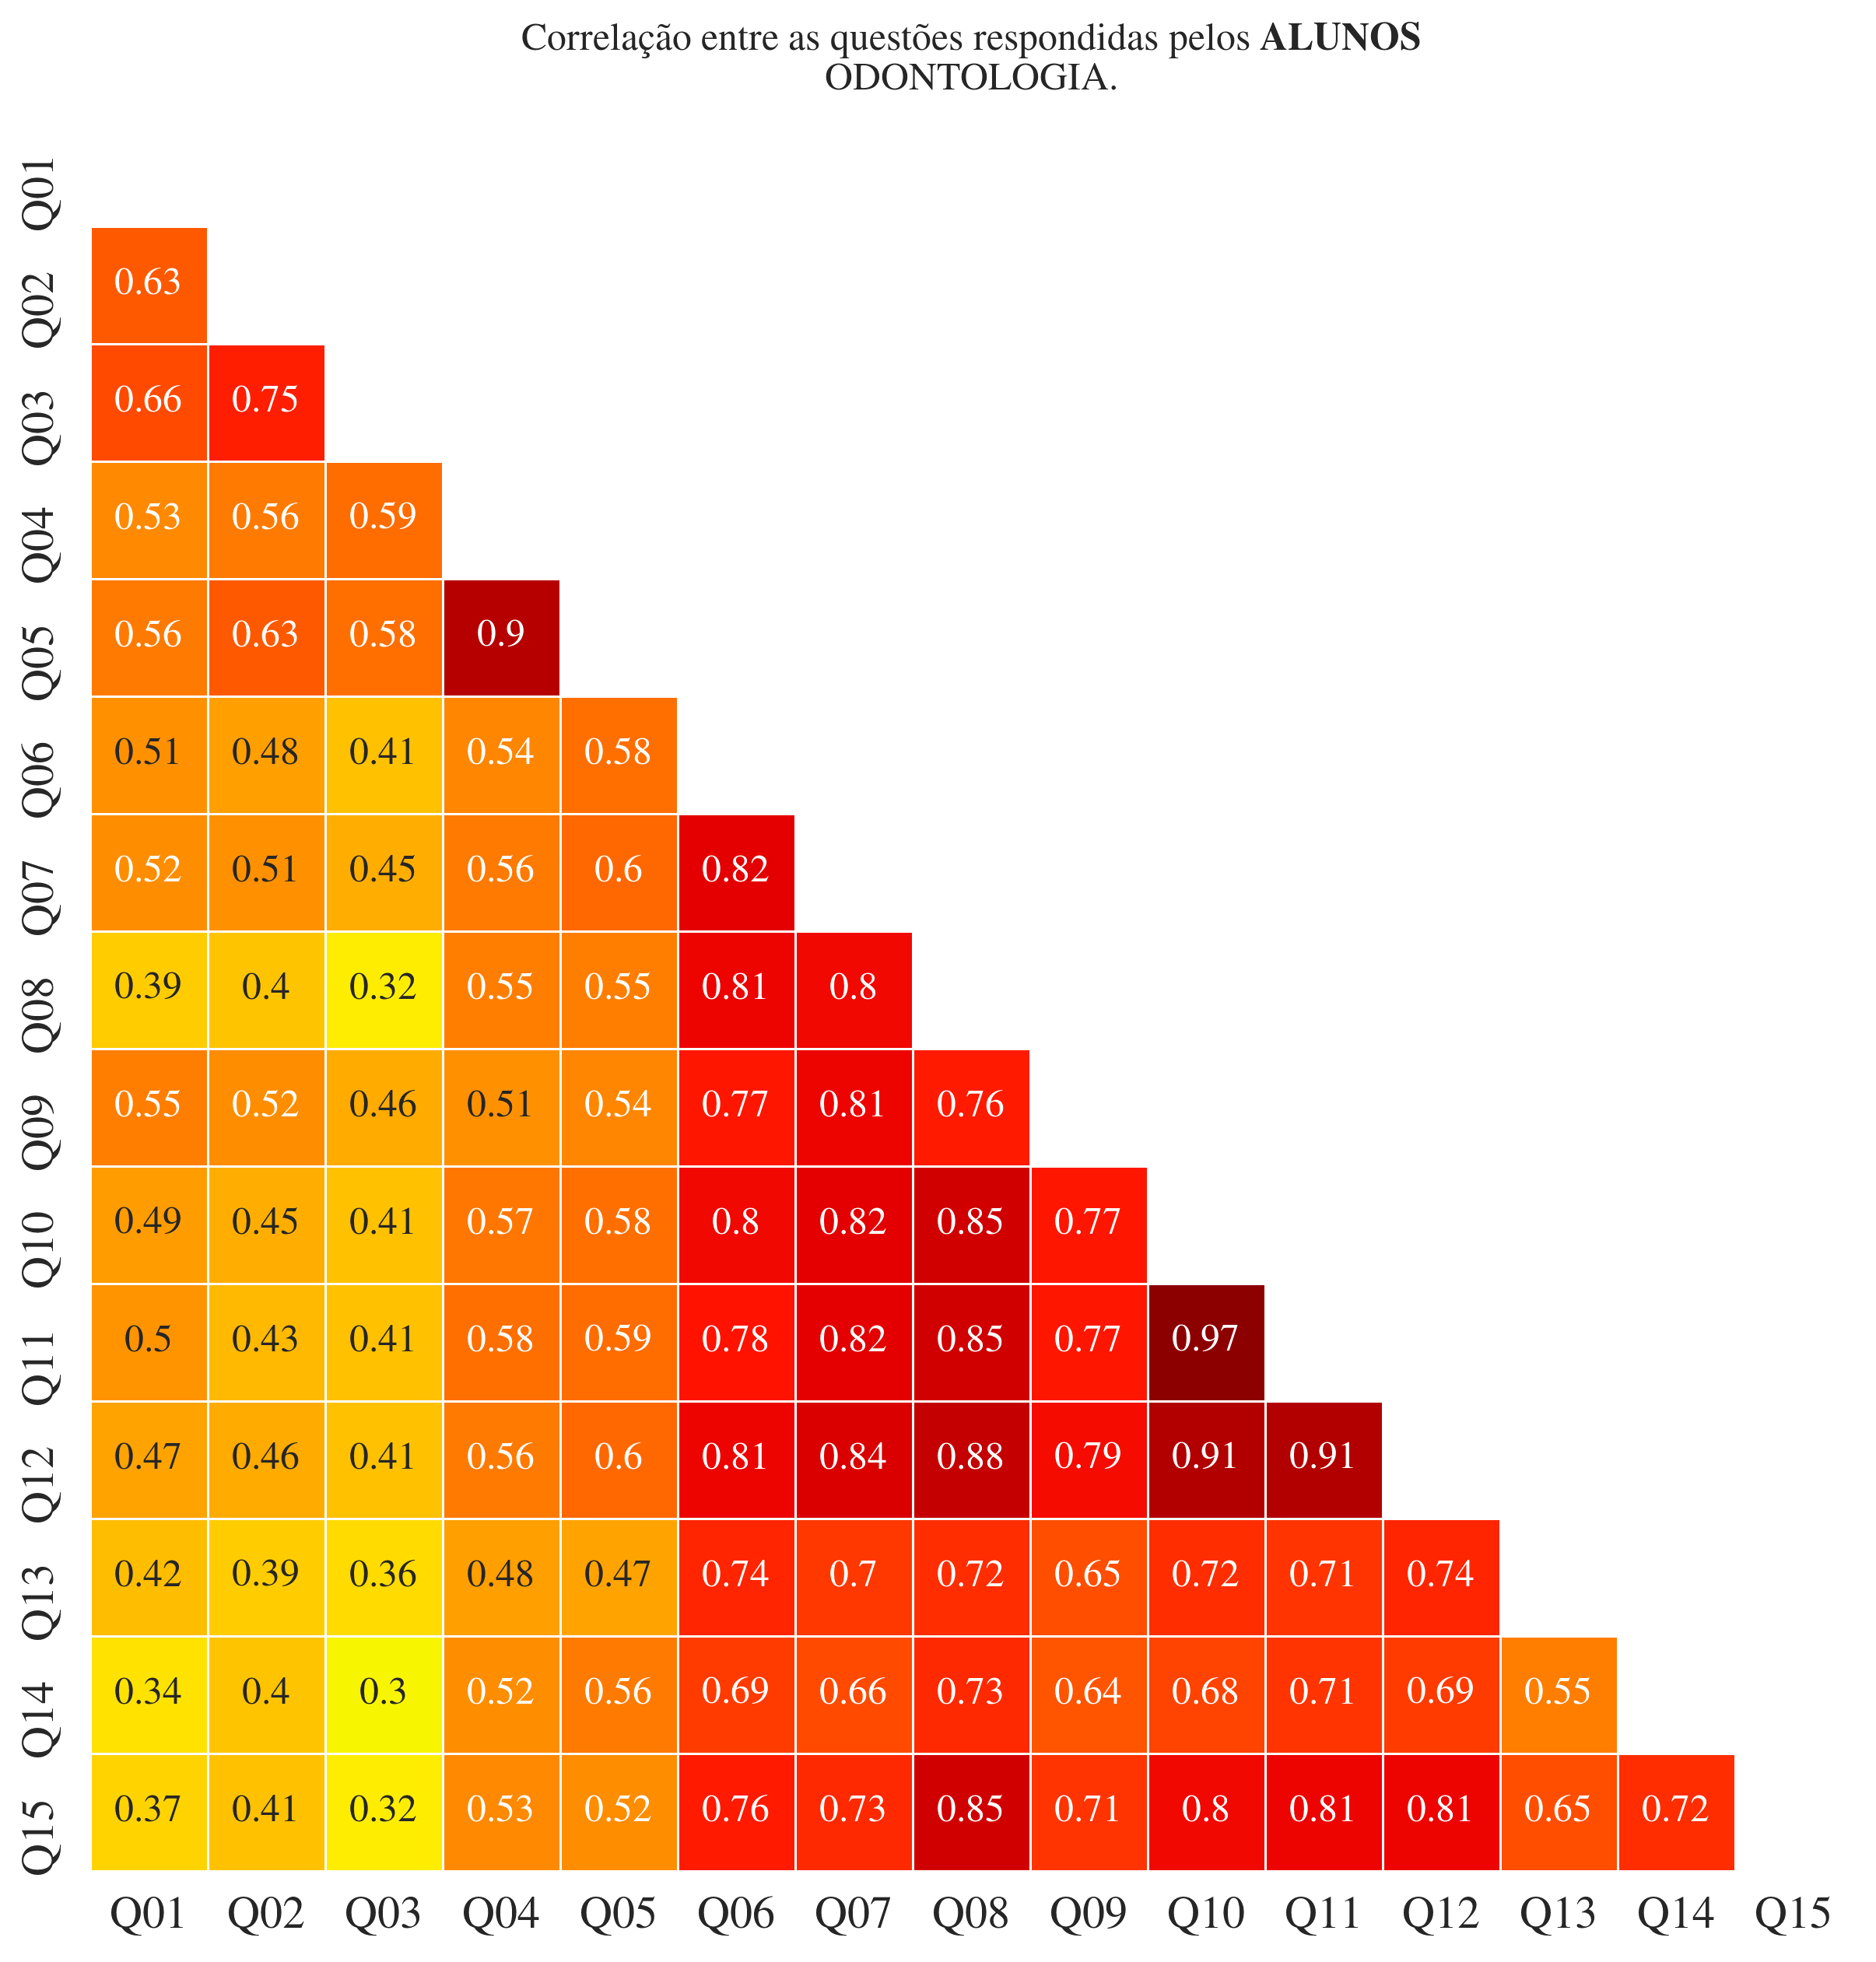 Correlação entre as questões respondidas pelos ALUNOS
ODONTOLOGIA.
Q01
Q02 0.63
Q03 0.66 0.75
Q04 0.53 0.56 0.59
Q05 0.56 0.63 0.58 0.9
Q06 0.51 0.48 0.41 0.54 0.58
Q07 0.52 0.51 0.45 0.56 0.6 0.82
Q08 0.39 0.4 0.32 0.55 0.55 0.81 0.8
Q09 0.55 0.52 0.46 0.51 0.54 0.77 0.81 0.76
Q10 0.49 0.45 0.41 0.57 0.58 0.8 0.82 0.85 0.77
Q11 0.5 0.43 0.41 0.58 0.59 0.78 0.82 0.85 0.77 0.97
Q12 0.47 0.46 0.41 0.56 0.6 0.81 0.84 0.88 0.79 0.91 0.91
Q13 0.42 0.39 0.36 0.48 0.47 0.74 0.7 0.72 0.65 0.72 0.71 0.74
Q14 0.34 0.4 0.3 0.52 0.56 0.69 0.66 0.73 0.64 0.68 0.71 0.69 0.55
Q15 0.37 0.41 0.32 0.53 0.52 0.76 0.73 0.85 0.71 0.8 0.81 0.81 0.65 0.72
Q01 Q02 Q03 Q04 Q05 Q06 Q07 Q08 Q09 Q10 Q11 Q12 Q13 Q14 Q15